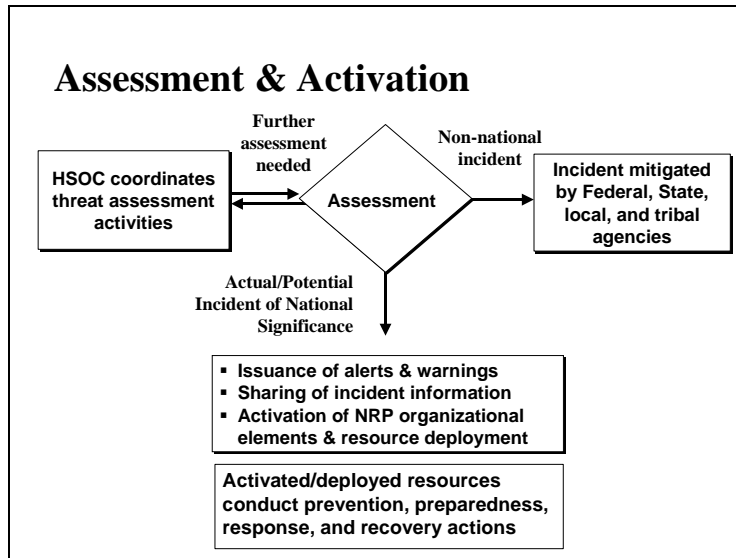 Assessment & Activation
Further
assessment
needed
Non-national
incident
HSOC coordinates
threat assessment
activities
Assessment
Incident mitigated
by Federal, State,
local, and tribal
agencies
Actual/Potential
Incident of National
Significance
▪ Issuance of alerts & warnings
▪ Sharing of incident information
▪ Activation of NRP organizational
elements & resource deployment
Activated/deployed resources
conduct prevention, preparedness,
response, and recovery actions